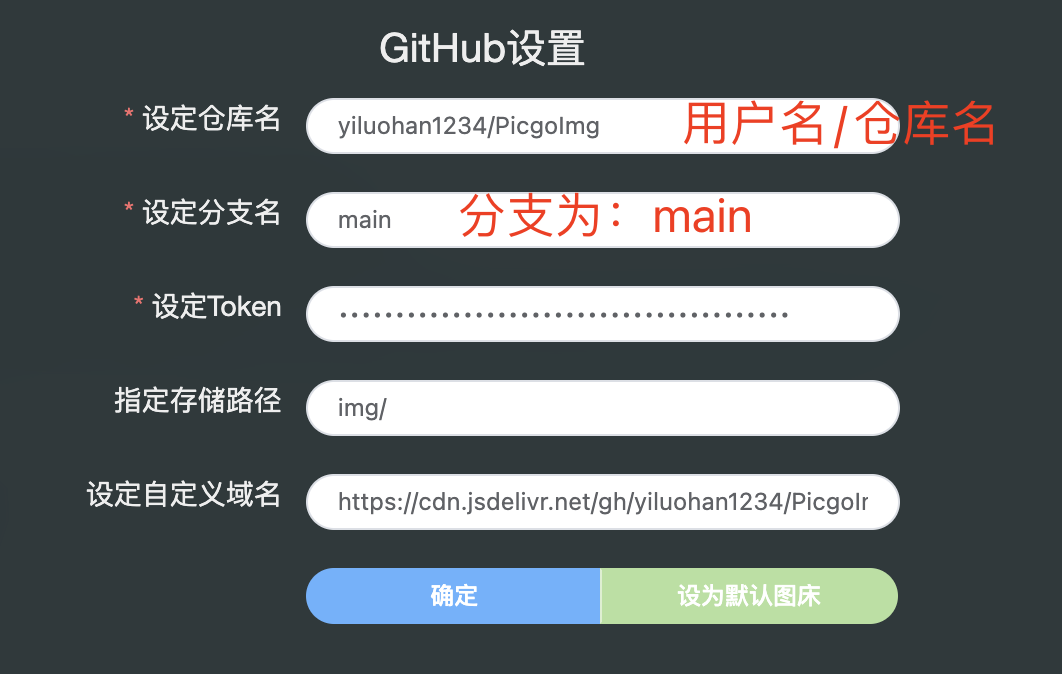 GitHub设置
* 设定仓库名 yiluohan1234/PicgoImg 用户名/仓库名
* 设定分支名 main 分支为：main
* 设定Token ••••••••••••••••••••••••••••••••••••••••
指定存储路径 img/
设定自定义域名 https://cdn.jsdelivr.net/gh/yiluohan1234/PicgoIr
确定 设为默认图床